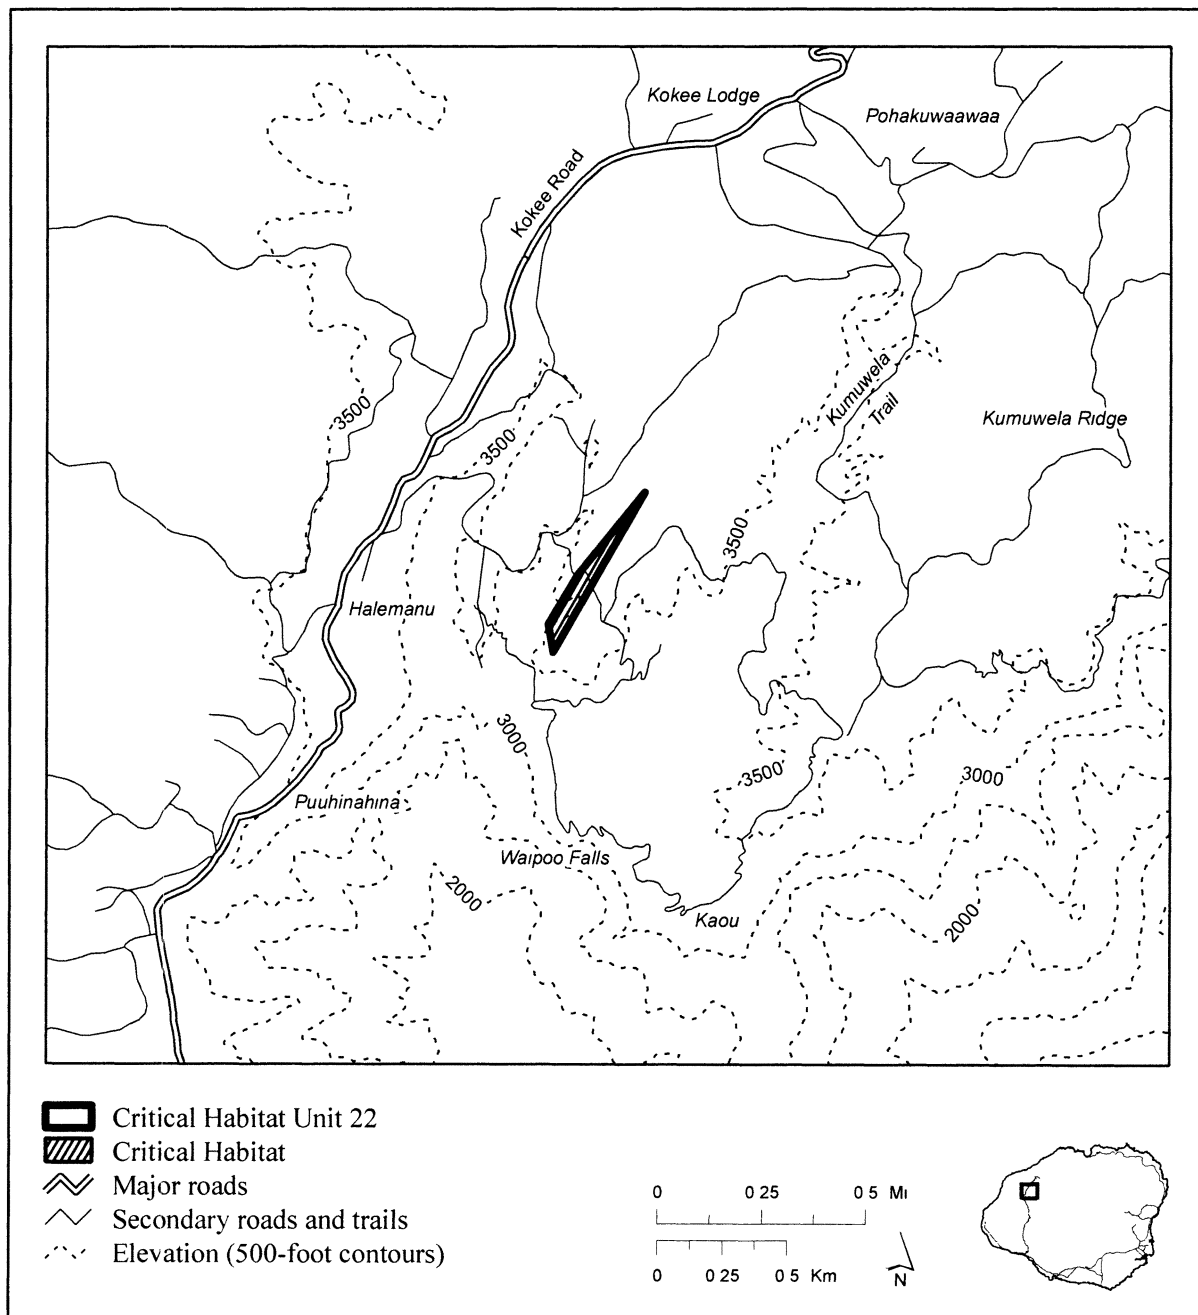 Kokee Lodge
Pohakuwaawaa
Kokee Road
3500
Kumuwela
Trail
Kumuwela Ridge
3500
3500
Halemanu
3000
3500
3000
Puuhinahina
Waipoo Falls
2000
Kaou
2000
Critical Habitat Unit 22
Critical Habitat
Major roads
Secondary roads and trails
Elevation (500-foot contours)
0 0 25 0 5 Mi
0 0 25 0 5 Km
N